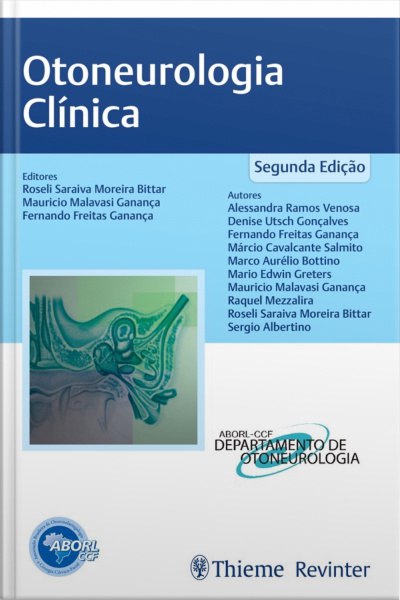 Otoneurologia
Clínica
Segunda Edição
Editores
Roseli Saraiva Moreira Bittar
Mauricio Malavasi Ganança
Fernando Freitas Ganança
Autores
Alessandra Ramos Venosa
Denise Utsch Gonçalves
Fernando Freitas Ganança
Márcio Cavalcante Salmito
Marco Aurélio Bottino
Mario Edwin Greters
Mauricio Malavasi Ganança
Raquel Mezzalira
Roseli Saraiva Moreira Bittar
Sergio Albertino
ABORL-CCF
DEPARTAMENTO DE
OTONEUROLOGIA
ABORL
CCF
Thieme Revinter